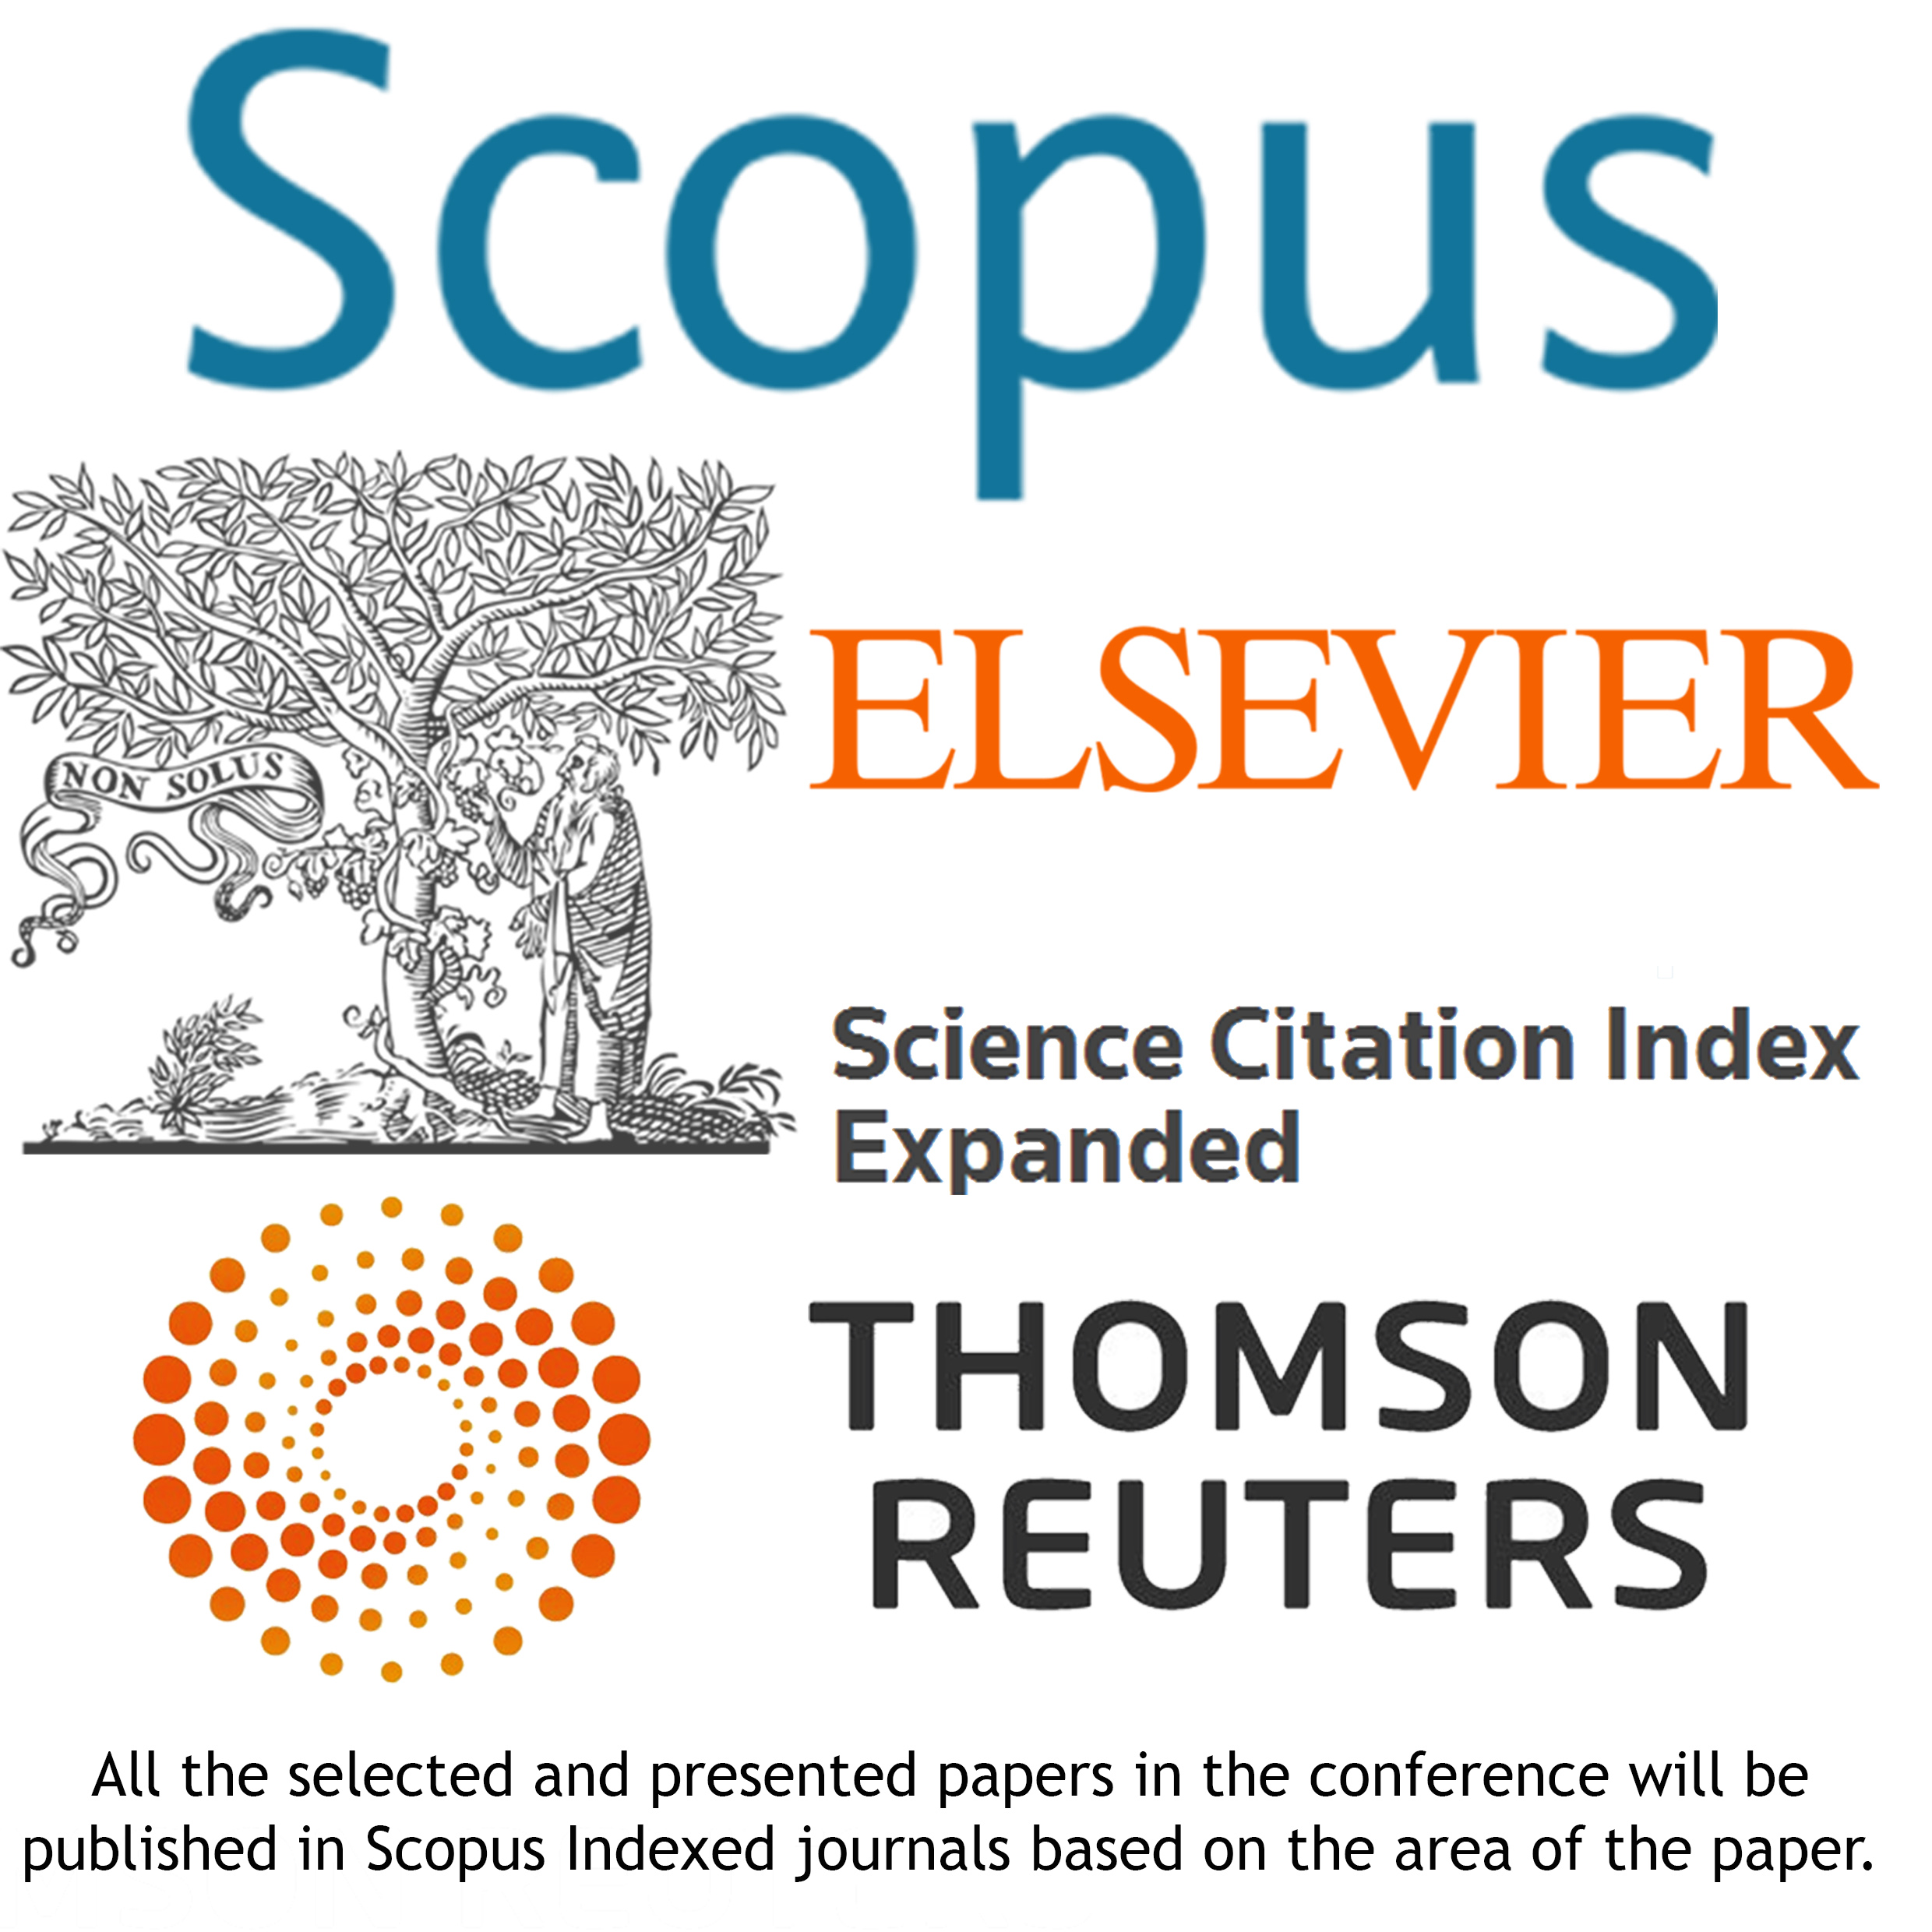 Scopus
NON SOLUS
ELSEVIER
Science Citation Index
Expanded
THOMSON
REUTERS
All the selected and presented papers in the conference will be
published in Scopus Indexed journals based on the area of the paper.